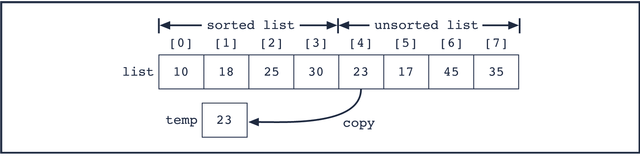 sorted list unsorted list
[0] [1] [2] [3] [4] [5] [6] [7]
list 10 18 25 30 23 17 45 35
temp 23 copy